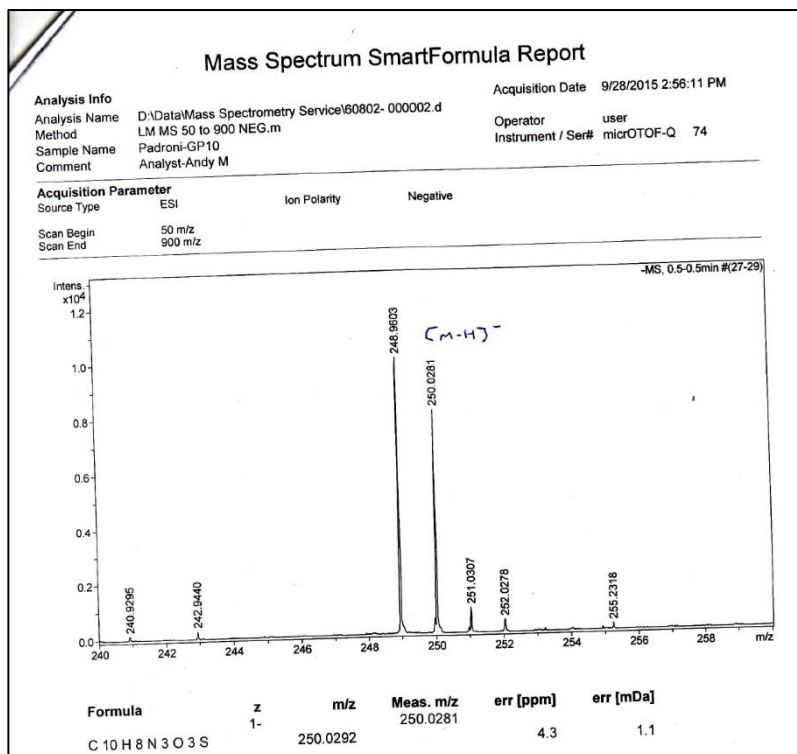 Mass Spectrum SmartFormula Report
Analysis Info
Acquisition Date 9/28/2015 2:56:11 PM
Analysis Name D:\Data\Mass Spectrometry Service\60802- 000002.d
Method LM MS 50 to 900 NEG.m
Operator user
Sample Name Padroni-GP10
Instrument / Ser# micrOTOF-Q 74
Comment Analyst-Andy M
Acquisition Parameter
Source Type ESI Ion Polarity Negative
Scan Begin 50 m/z
Scan End 900 m/z
Intens.
x10⁴
-MS, 0.5-0.5min #(27-29)
1.2
1.0
0.8
0.6
0.4
0.2
0.0
240.9295
242.9440
248.9603
[M-H]⁻
250.0281
251.0307
252.0278
255.2318
240 242 244 246 248 250 252 254 256 258 m/z
Formula z m/z Meas. m/z err [ppm] err [mDa]
1- 250.0281
C 10 H 8 N 3 O 3 S 250.0292 4.3 1.1